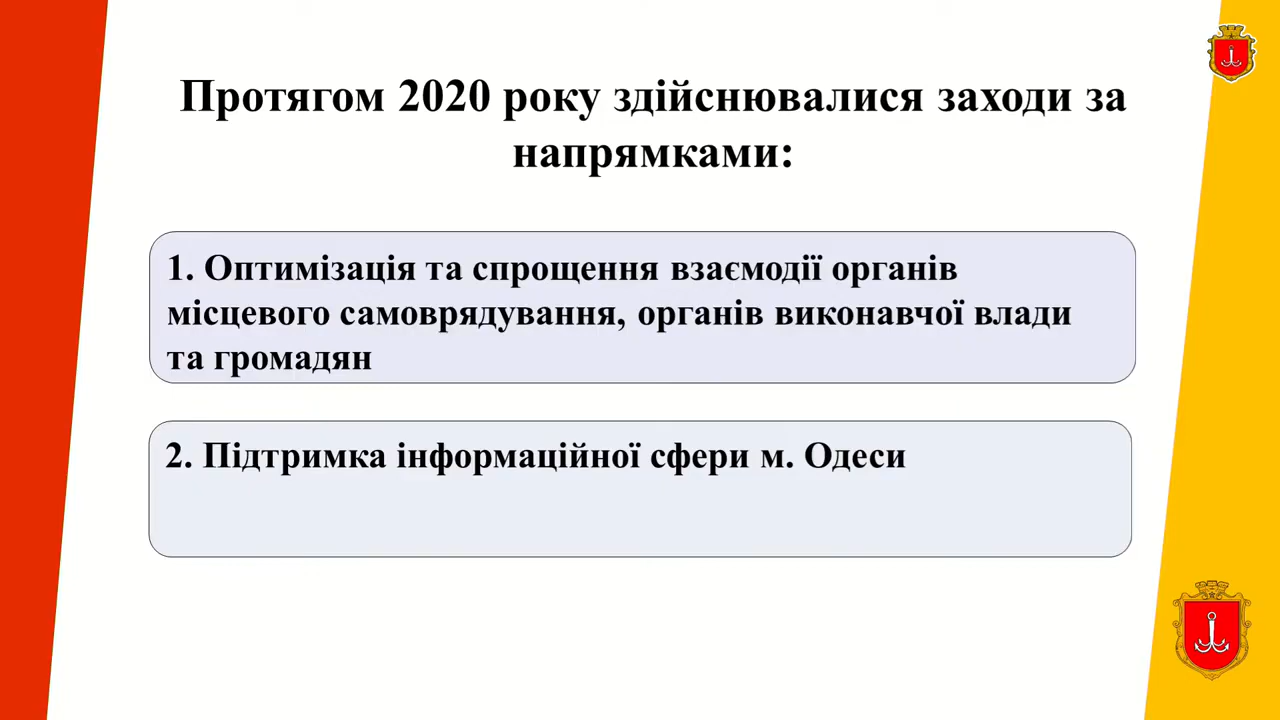 Протягом 2020 року здійснювалися заходи за
напрямками:
1. Оптимізація та спрощення взаємодії органів
місцевого самоврядування, органів виконавчої влади
та громадян
2. Підтримка інформаційної сфери м. Одеси